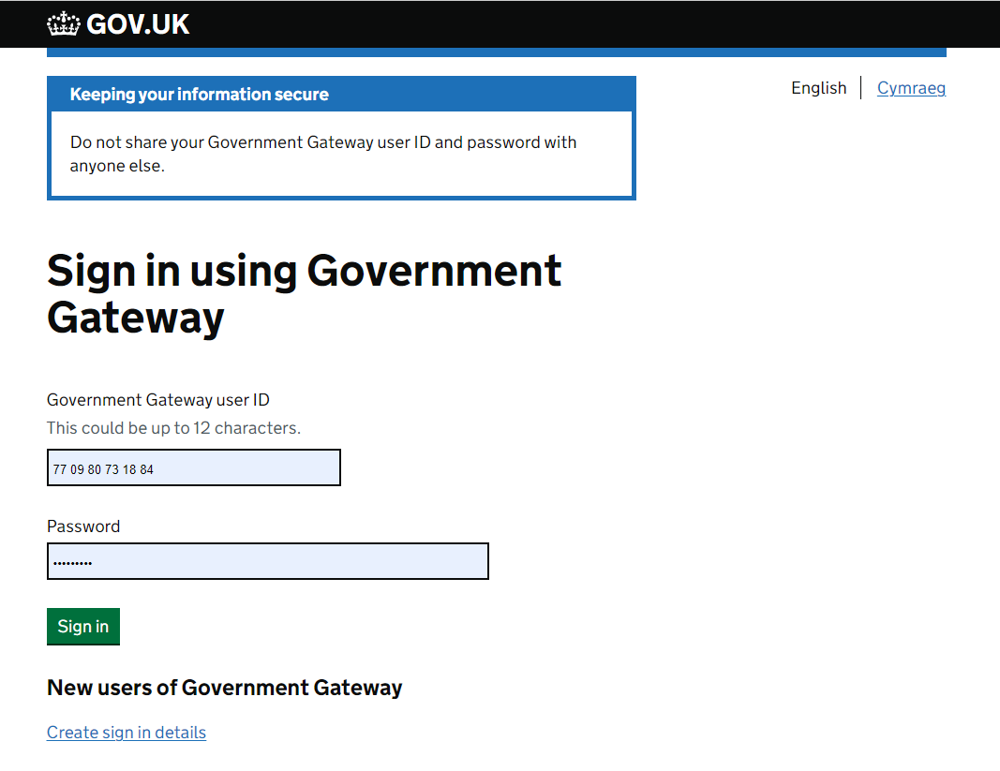 GOV.UK
Keeping your information secure
English
Cymraeg
Do not share your Government Gateway user ID and password with
anyone else.
Sign in using Government
Gateway
Government Gateway user ID
This could be up to 12 characters.
77 09 80 73 18 84
Password
•••••••••
Sign in
New users of Government Gateway
Create sign in details